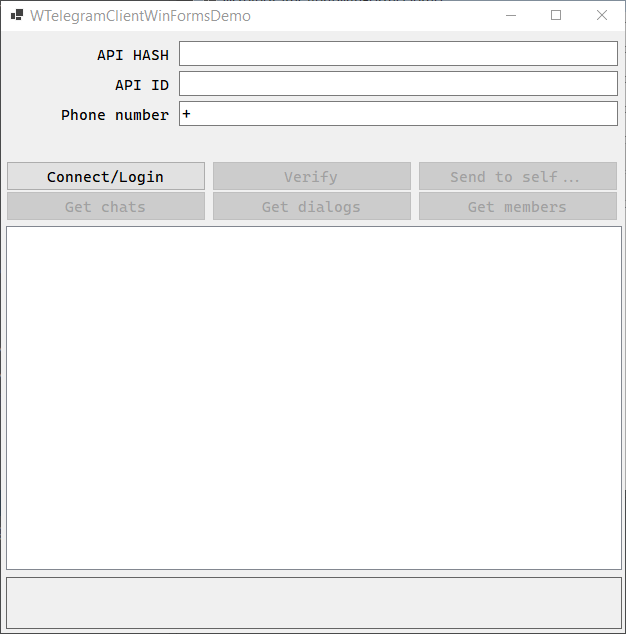 WTelegramClientWinFormsDemo
API HASH
API ID
Phone number +
Connect/Login Verify Send to self...
Get chats Get dialogs Get members